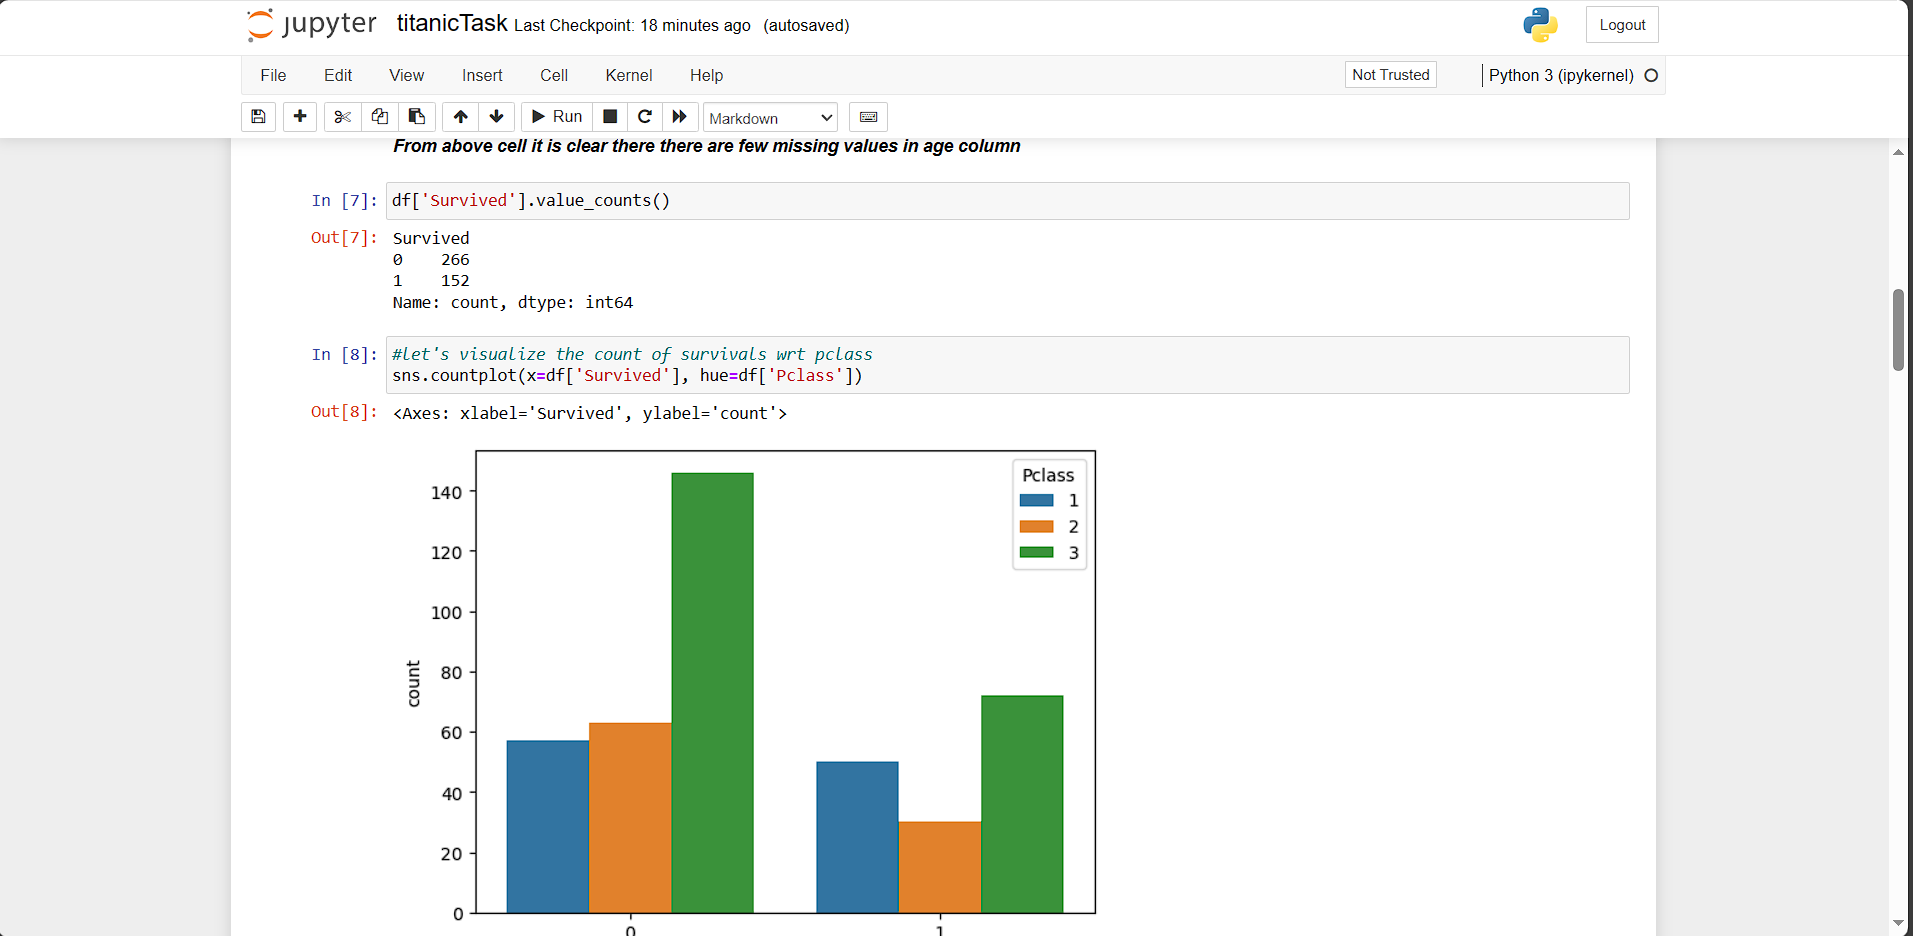 jupyter titanicTask Last Checkpoint: 18 minutes ago (autosaved)
Logout
File Edit View Insert Cell Kernel Help
Not Trusted
Python 3 (ipykernel)
Run
Markdown
From above cell it is clear there there are few missing values in age column
In [7]: df['Survived'].value_counts()
Out[7]: Survived
0 266
1 152
Name: count, dtype: int64
In [8]: #let's visualize the count of survivals wrt pclass
sns.countplot(x=df['Survived'], hue=df['Pclass'])
Out[8]: <Axes: xlabel='Survived', ylabel='count'>
Pclass
1
2
3
140
120
100
80
60
40
20
0
count
0 1